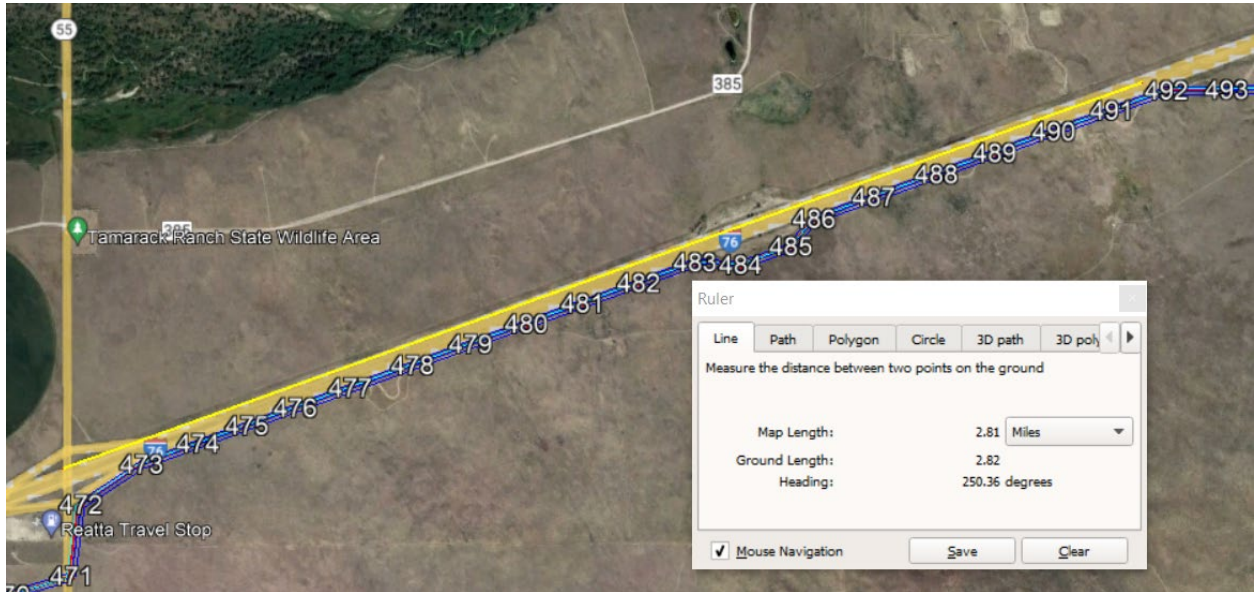 55
385
492 493
491
490
489
488
487
486
385
Tamarack Ranch State Wildlife Area
76
485
483 484
482
481
480
479
478
477
476
475
76
474
473
472
Reatta Travel Stop
471
Ruler
Line Path Polygon Circle 3D path 3D poly
Measure the distance between two points on the ground
Map Length: 2.81 Miles
Ground Length: 2.82
Heading: 250.36 degrees
Mouse Navigation Save Clear